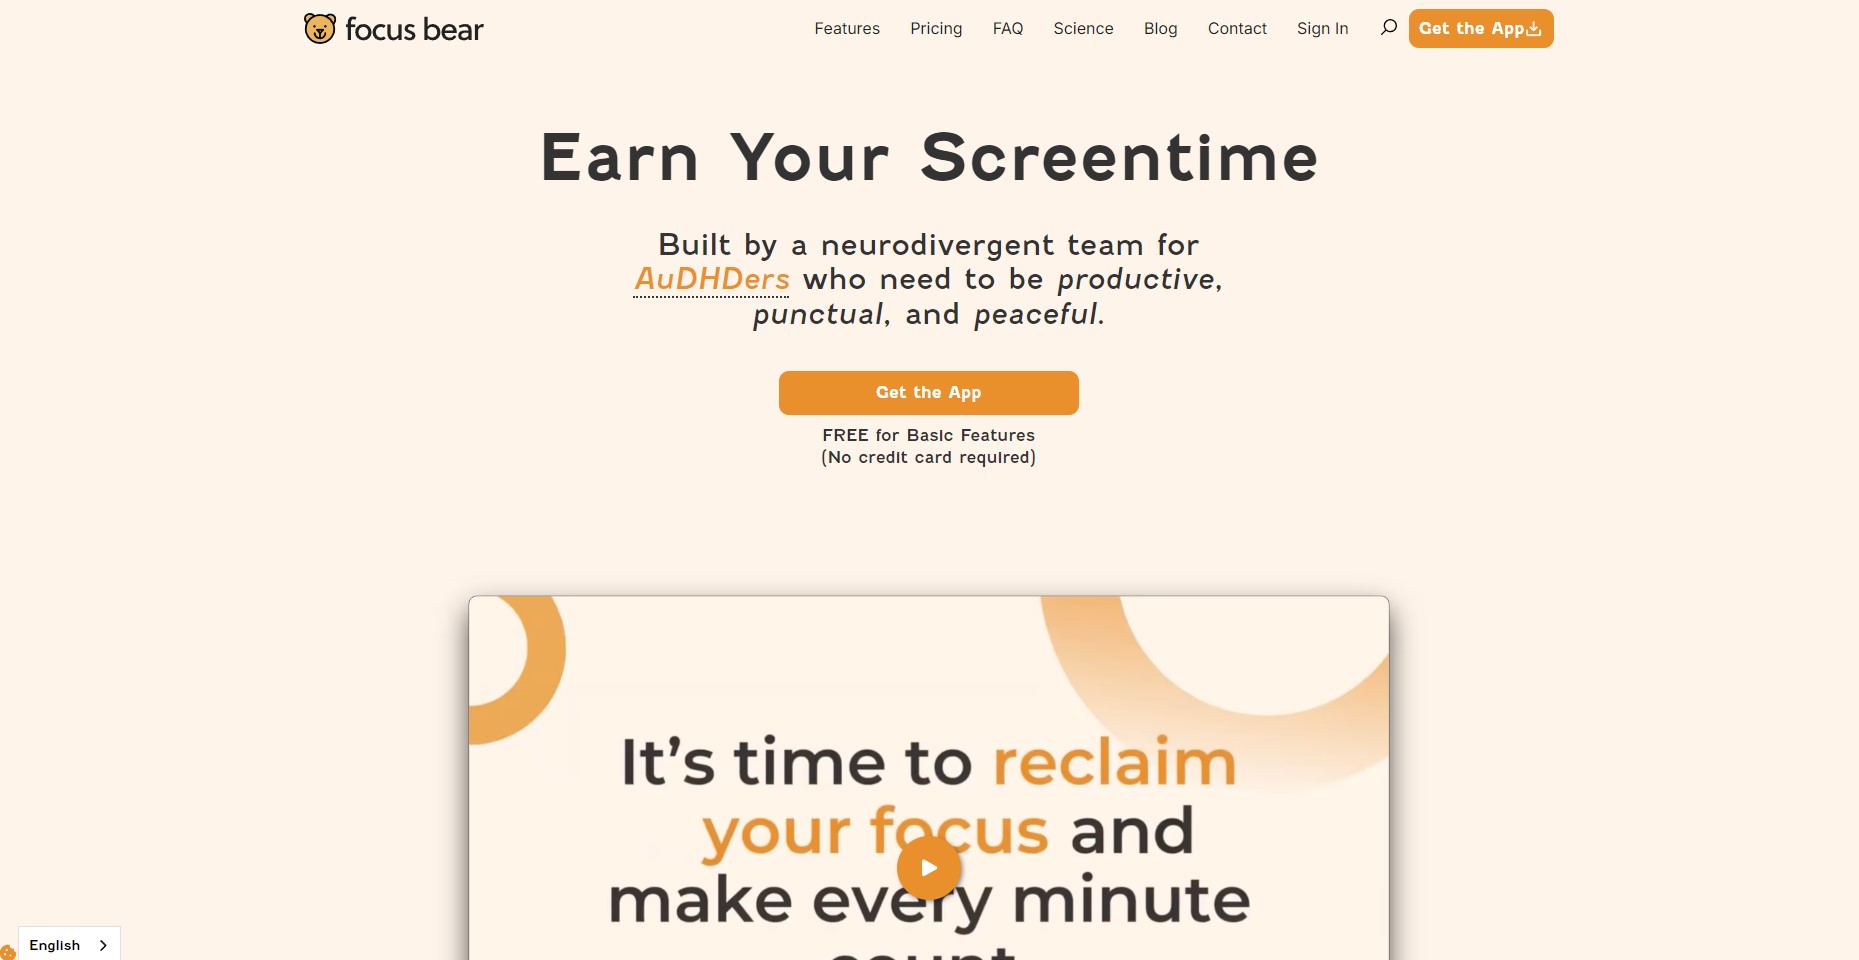 focus bear
Features
Pricing
FAQ
Science
Blog
Contact
Sign In
Get the App
Earn Your Screentime
Built by a neurodivergent team for
AuDHDers who need to be productive,
punctual, and peaceful.
Get the App
FREE for Basic Features
(No credit card required)
It’s time to reclaim
your focus and
make every minute
English